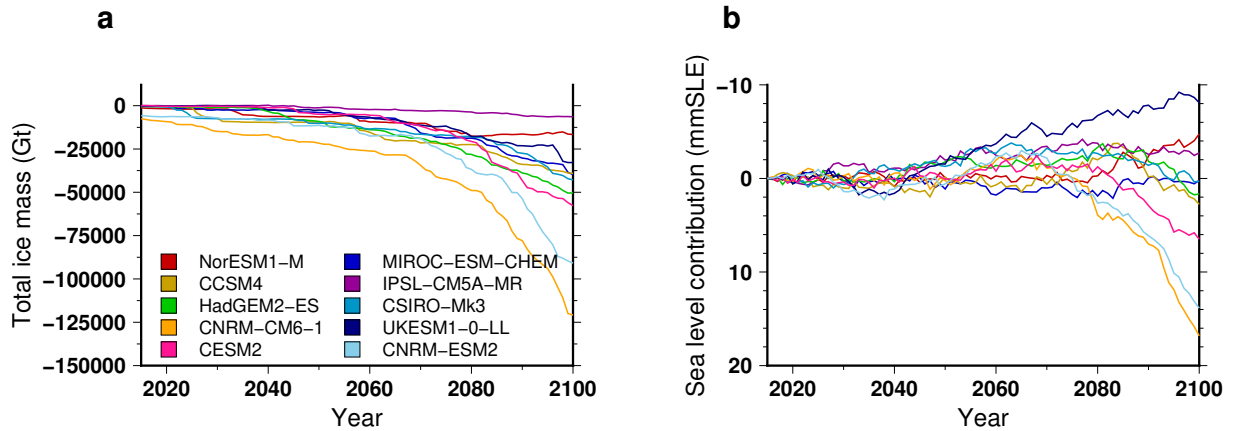 a
Total ice mass (Gt)
0
−25000
−50000
−75000
−100000
−125000
−150000
NorESM1−M
CCSM4
HadGEM2−ES
CNRM−CM6−1
CESM2
MIROC−ESM−CHEM
IPSL−CM5A−MR
CSIRO−Mk3
UKESM1−0−LL
CNRM−ESM2
2020 2040 2060 2080 2100
Year
b
Sea level contribution (mmSLE)
−10
0
10
20
2020 2040 2060 2080 2100
Year